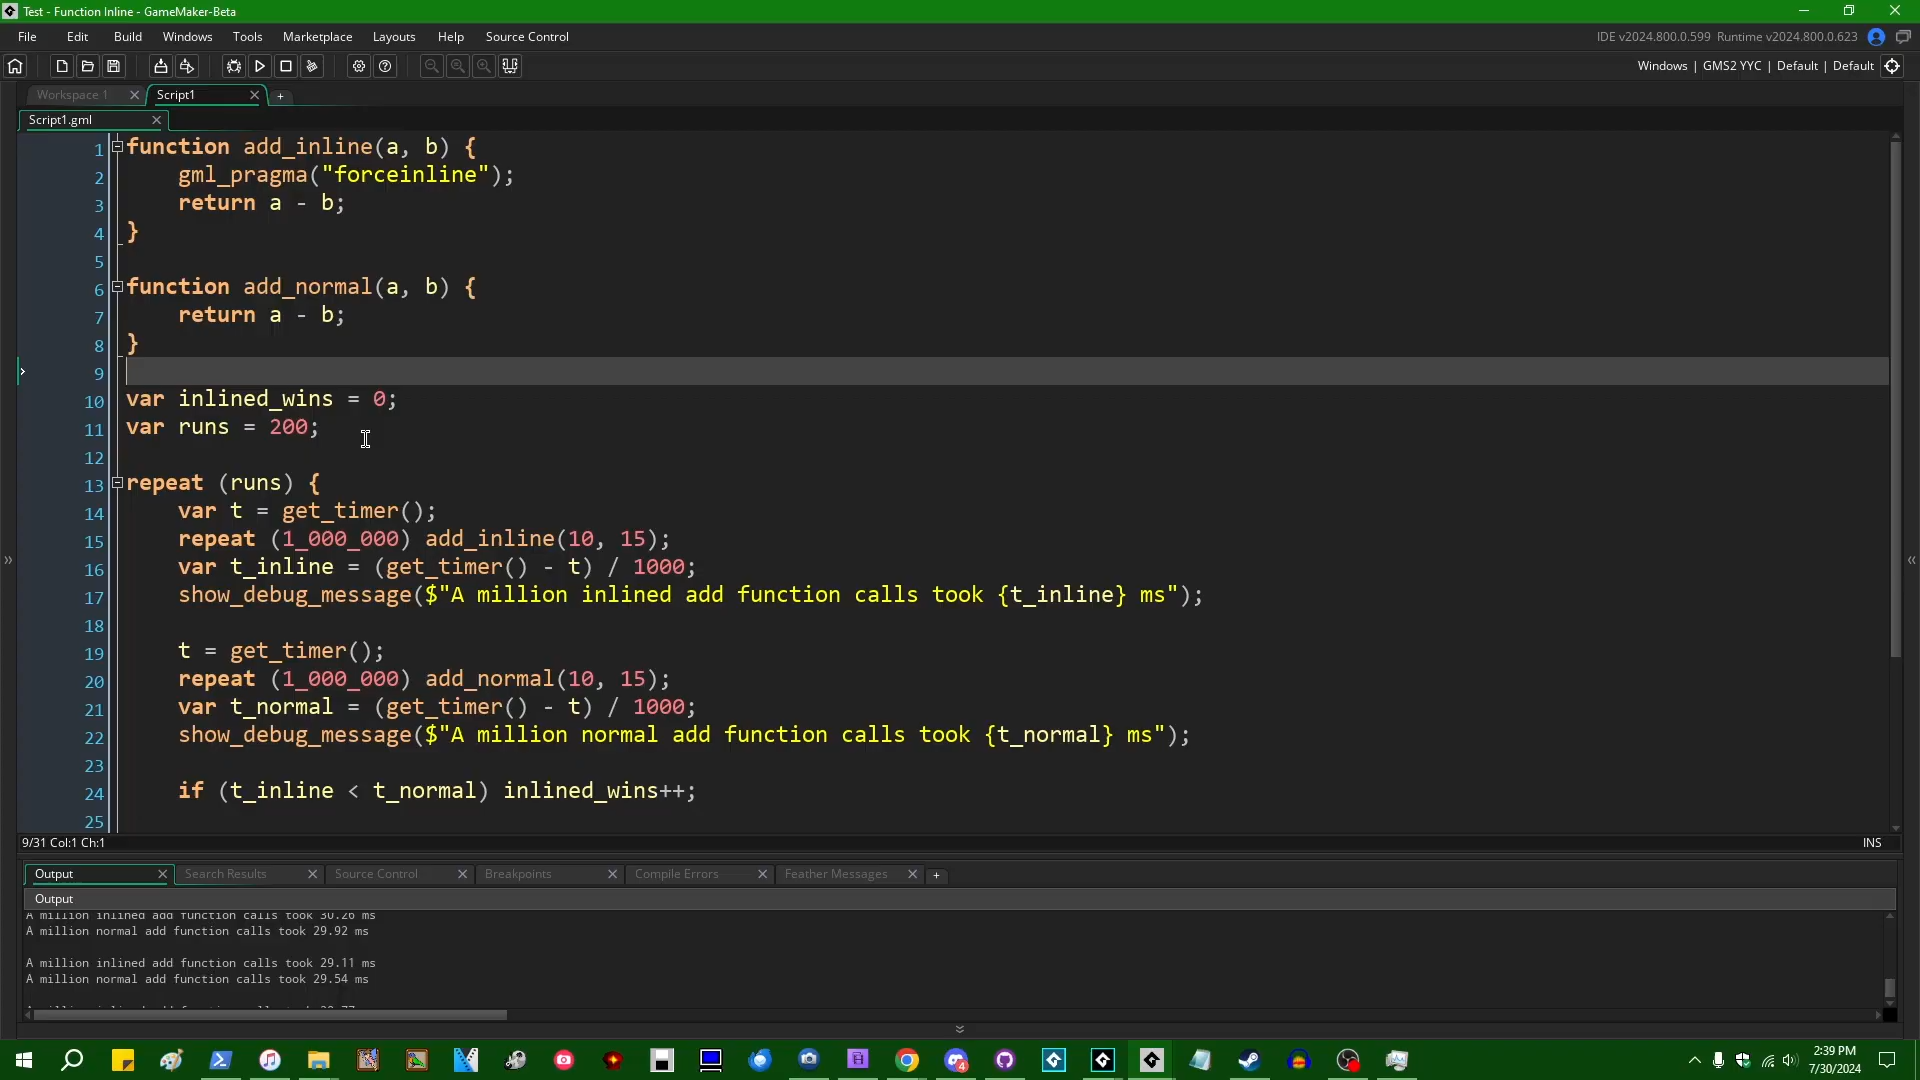 Test - Function Inline - GameMaker-Beta
File Edit Build Windows Tools Marketplace Layouts Help Source Control
IDE v2024.800.0.599 Runtime v2024.800.0.623
Windows | GMS2 YYC | Default | Default
Workspace 1 Script1
Script1.gml
1 function add_inline(a, b) {
2 gml_pragma("forceinline");
3 return a - b;
4 }
5
6 function add_normal(a, b) {
7 return a - b;
8 }
9
10 var inlined_wins = 0;
11 var runs = 200;
12
13 repeat (runs) {
14 var t = get_timer();
15 repeat (1_000_000) add_inline(10, 15);
16 var t_inline = (get_timer() - t) / 1000;
17 show_debug_message($"A million inlined add function calls took {t_inline} ms");
18
19 t = get_timer();
20 repeat (1_000_000) add_normal(10, 15);
21 var t_normal = (get_timer() - t) / 1000;
22 show_debug_message($"A million normal add function calls took {t_normal} ms");
23
24 if (t_inline < t_normal) inlined_wins++;
25
9/31 Col:1 Ch:1 INS
Output Search Results Source Control Breakpoints Compile Errors Feather Messages
Output
A million inlined add function calls took 30.26 ms
A million normal add function calls took 29.92 ms
A million inlined add function calls took 29.11 ms
A million normal add function calls took 29.54 ms
2:39 PM
7/30/2024